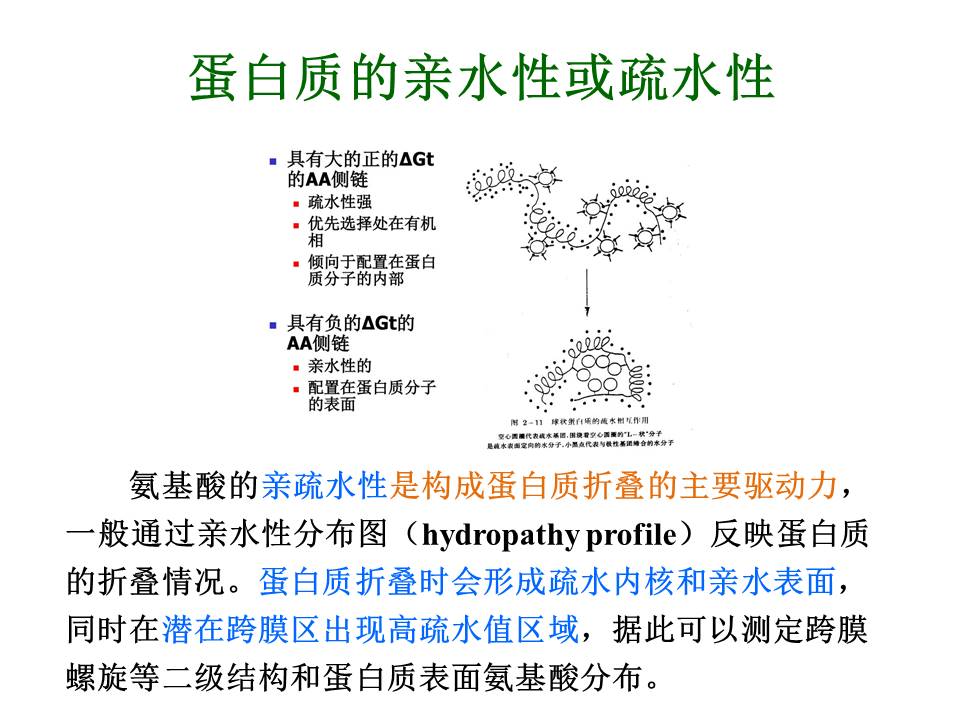 蛋白质的亲水性或疏水性
具有大的正的ΔGt
的AA侧链
疏水性强
优先选择处在有机
相
倾向于配置在蛋白
质分子的内部
具有负的ΔGt的
AA侧链
亲水性的
配置在蛋白质分子
的表面
图 2-11 球状蛋白质的疏水相互作用
空心圆圈代表疏水基团,围绕着空心圆圈的"L-状"分子
是疏水表面定向的水分子,小黑点代表与极性基团缔合的水分子
氨基酸的亲疏水性是构成蛋白质折叠的主要驱动力，
一般通过亲水性分布图（hydropathy profile）反映蛋白质
的折叠情况。蛋白质折叠时会形成疏水内核和亲水表面，
同时在潜在跨膜区出现高疏水值区域，据此可以测定跨膜
螺旋等二级结构和蛋白质表面氨基酸分布。